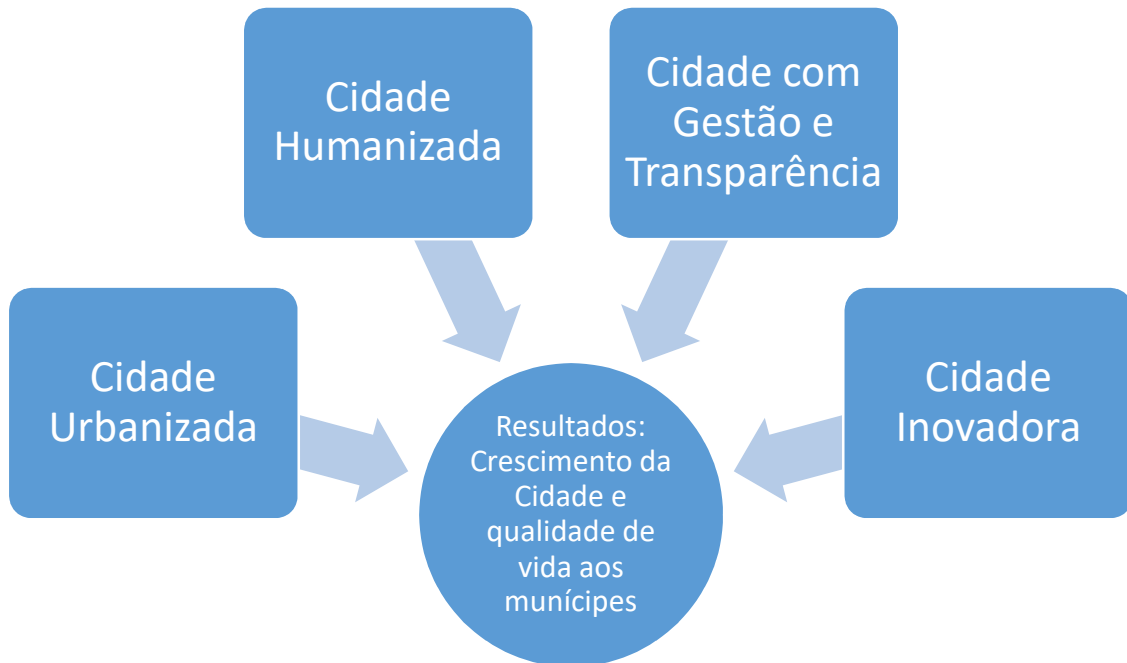 Cidade
Humanizada
Cidade com
Gestão e
Transparência
Cidade
Urbanizada
Cidade
Inovadora
Resultados:
Crescimento da
Cidade e
qualidade de
vida aos
munícipes